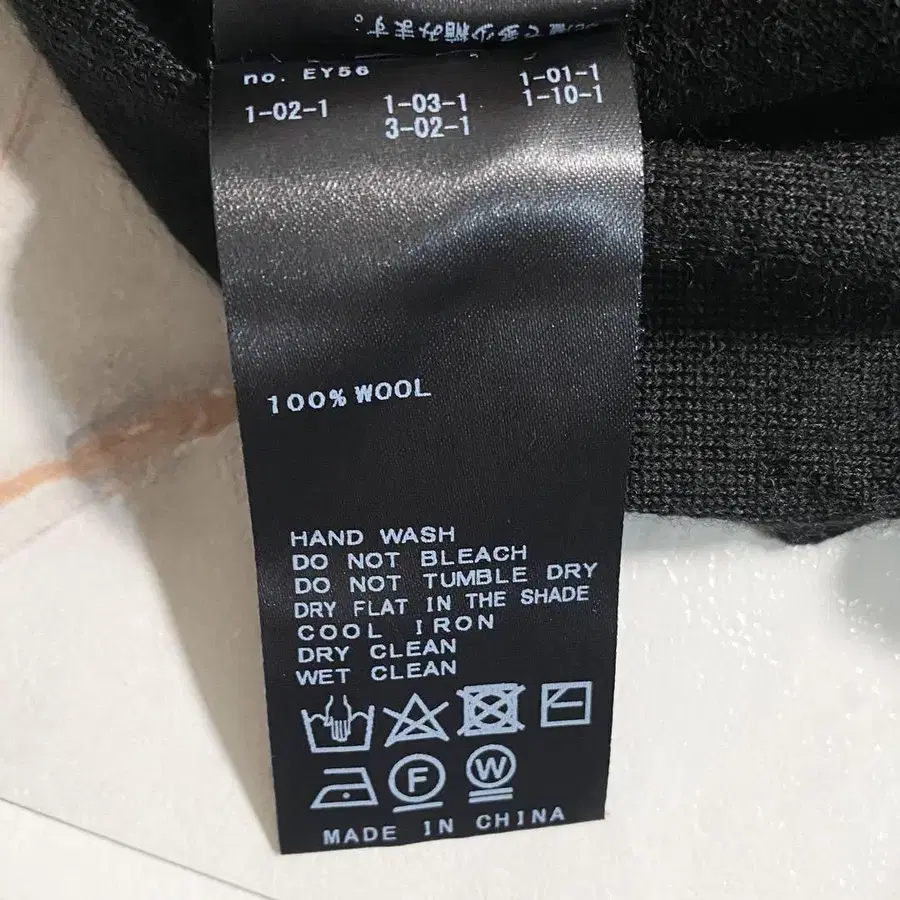 no. EY56
1-02-1 1-03-1 1-01-1
3-02-1 1-10-1
100% WOOL
HAND WASH
DO NOT BLEACH
DO NOT TUMBLE DRY
DRY FLAT IN THE SHADE
COOL IRON
DRY CLEAN
WET CLEAN
F W
MADE IN CHINA